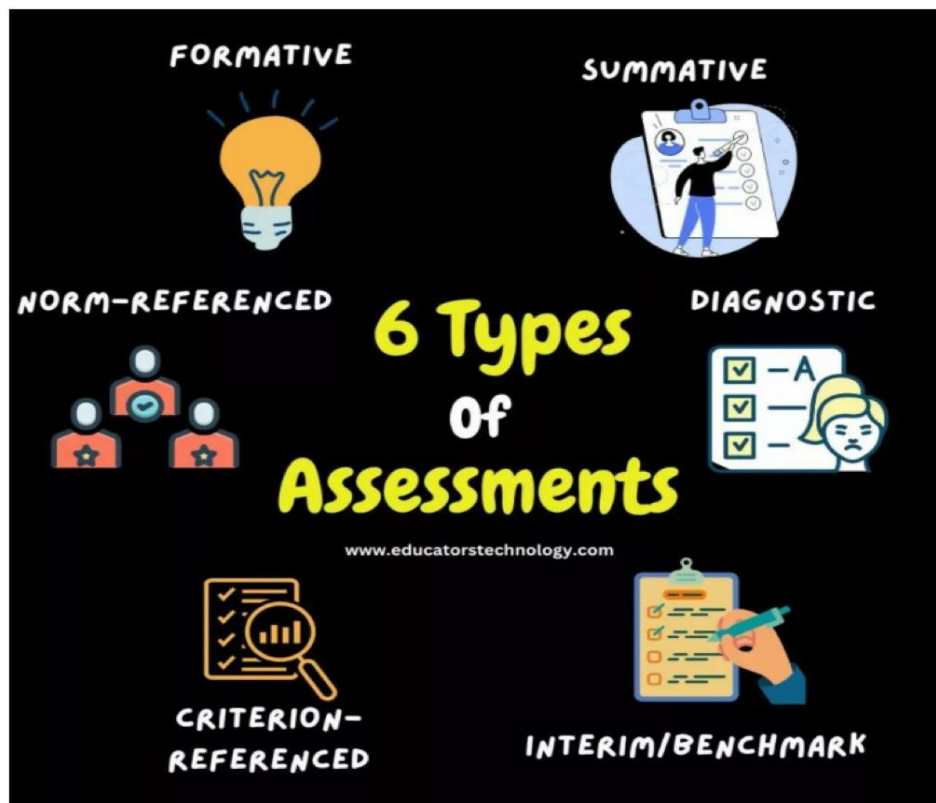 FORMATIVE
SUMMATIVE
NORM-REFERENCED
DIAGNOSTIC
6 Types
Of
Assessments
A
www.educatorstechnology.com
CRITERION-
REFERENCED
INTERIM/BENCHMARK